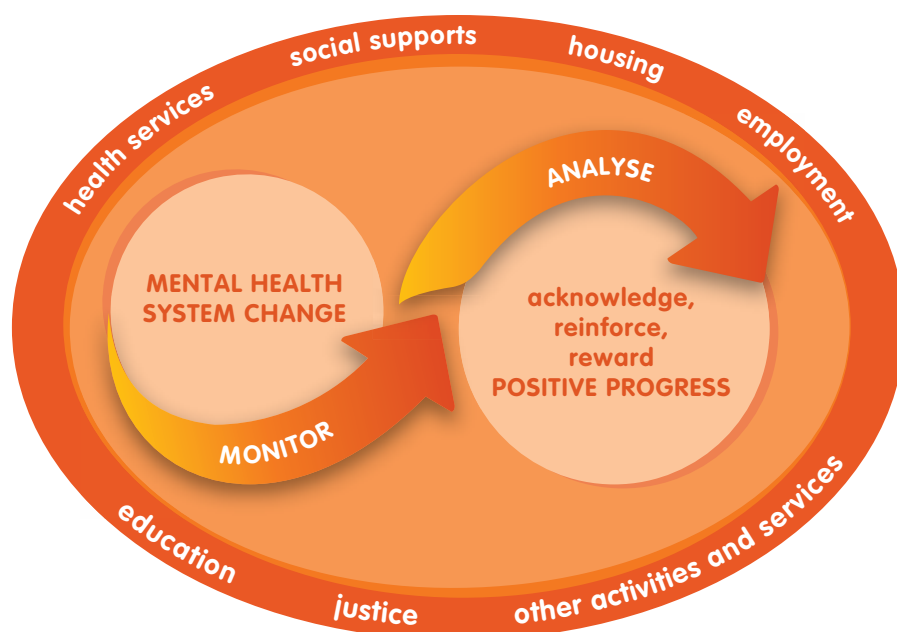 social supports
housing
health services
employment
ANALYSE
MENTAL HEALTH
SYSTEM CHANGE
acknowledge,
reinforce,
reward
POSITIVE PROGRESS
MONITOR
education
justice
other activities and services